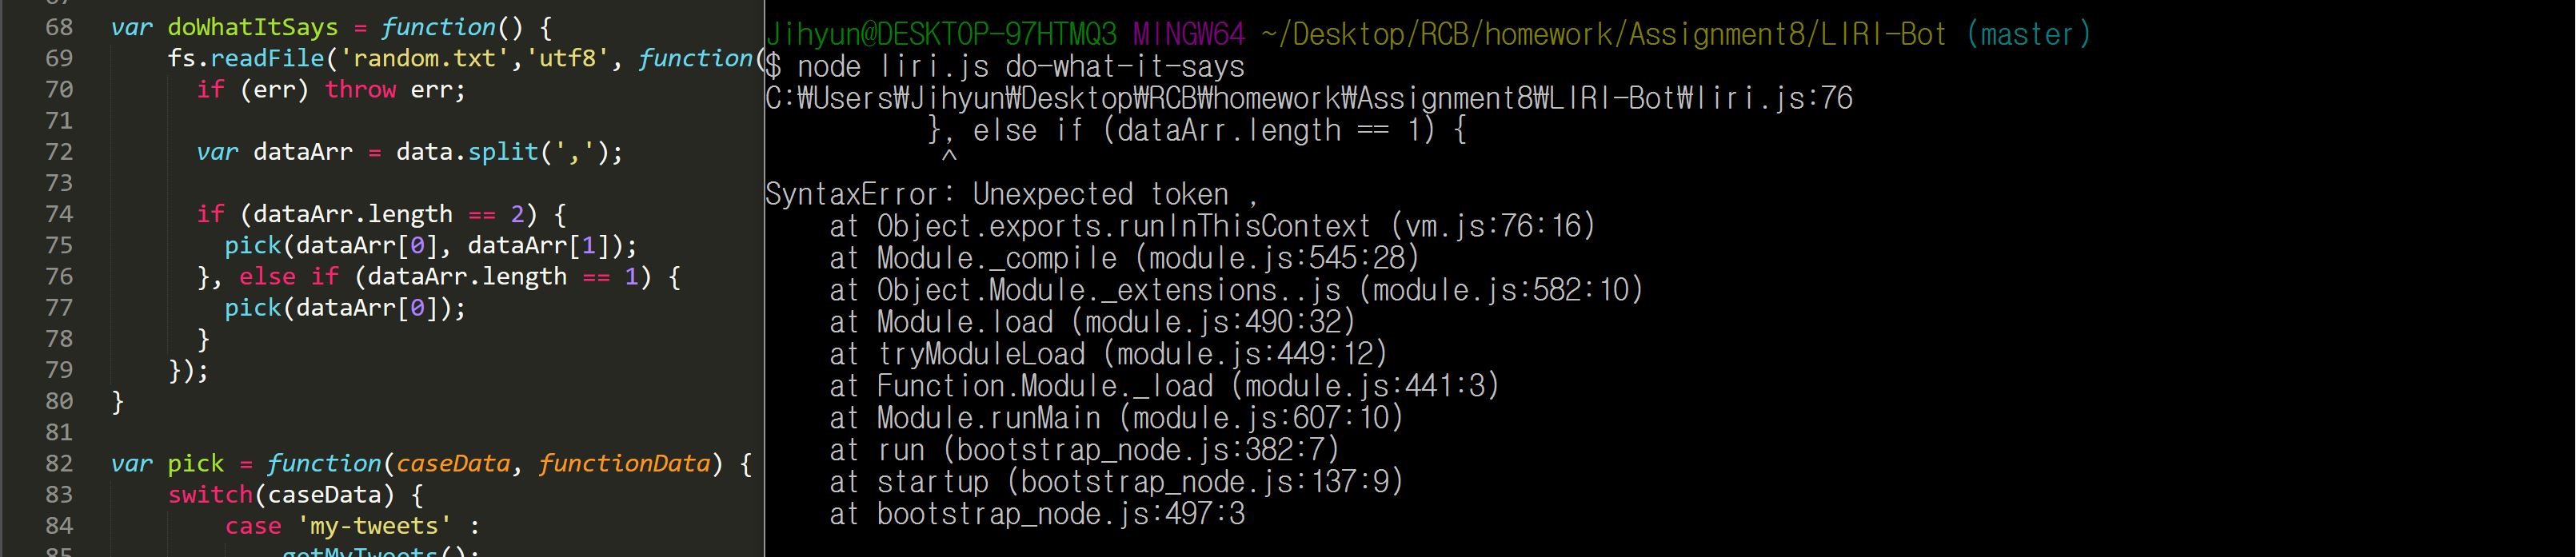 67
68 var doWhatItSays = function() {
69 fs.readFile('random.txt','utf8', function(
70 if (err) throw err;
71
72 var dataArr = data.split(',');
73
74 if (dataArr.length == 2) {
75 pick(dataArr[0], dataArr[1]);
76 }, else if (dataArr.length == 1) {
77 pick(dataArr[0]);
78 }
79 });
80 }
81
82 var pick = function(caseData, functionData) {
83 switch(caseData) {
84 case 'my-tweets' :
85 getMyTweets();
Jihyun@DESKTOP-97HTMQ3 MINGW64 ~/Desktop/RCB/homework/Assignment8/LIRI-Bot (master)
$ node liri.js do-what-it-says
C:₩Users₩Jihyun₩Desktop₩RCB₩homework₩Assignment8₩LIRI-Bot₩liri.js:76
}, else if (dataArr.length == 1) {
^
SyntaxError: Unexpected token ,
at Object.exports.runInThisContext (vm.js:76:16)
at Module._compile (module.js:545:28)
at Object.Module._extensions..js (module.js:582:10)
at Module.load (module.js:490:32)
at tryModuleLoad (module.js:449:12)
at Function.Module._load (module.js:441:3)
at Module.runMain (module.js:607:10)
at run (bootstrap_node.js:382:7)
at startup (bootstrap_node.js:137:9)
at bootstrap_node.js:497:3